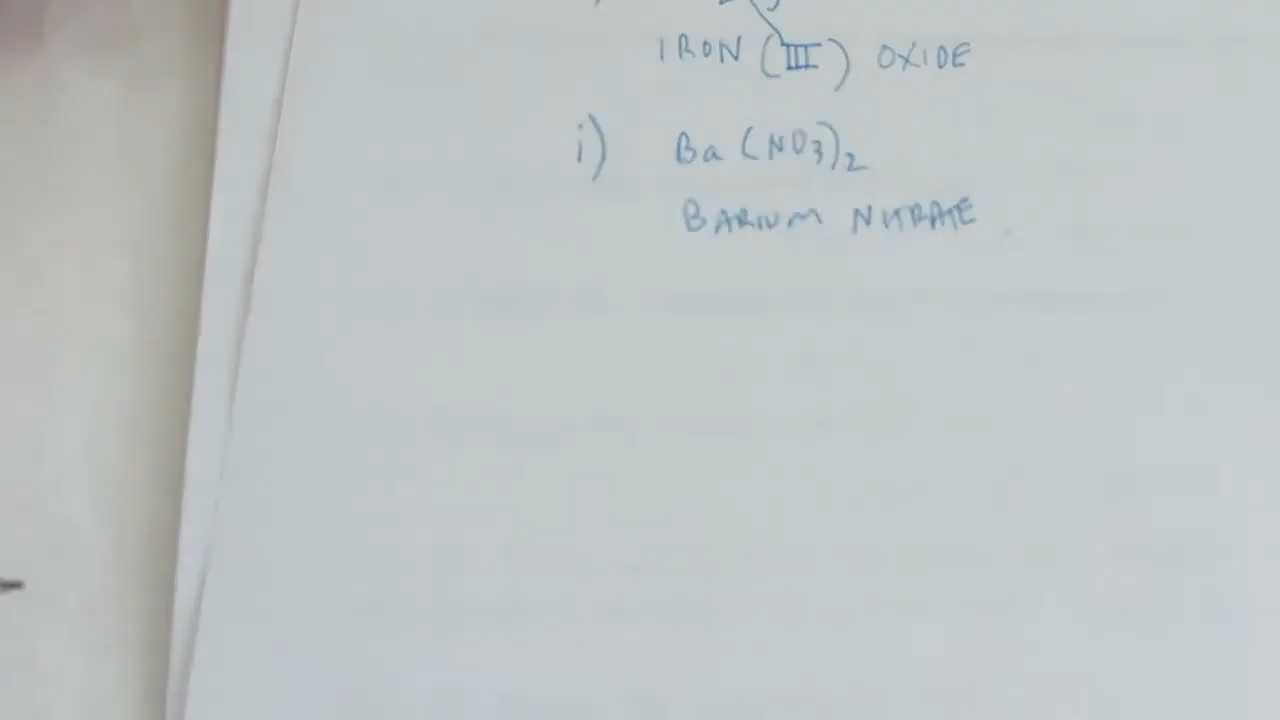 IRON (III) OXIDE
i) Ba(NO3)2
BARIUM NITRATE